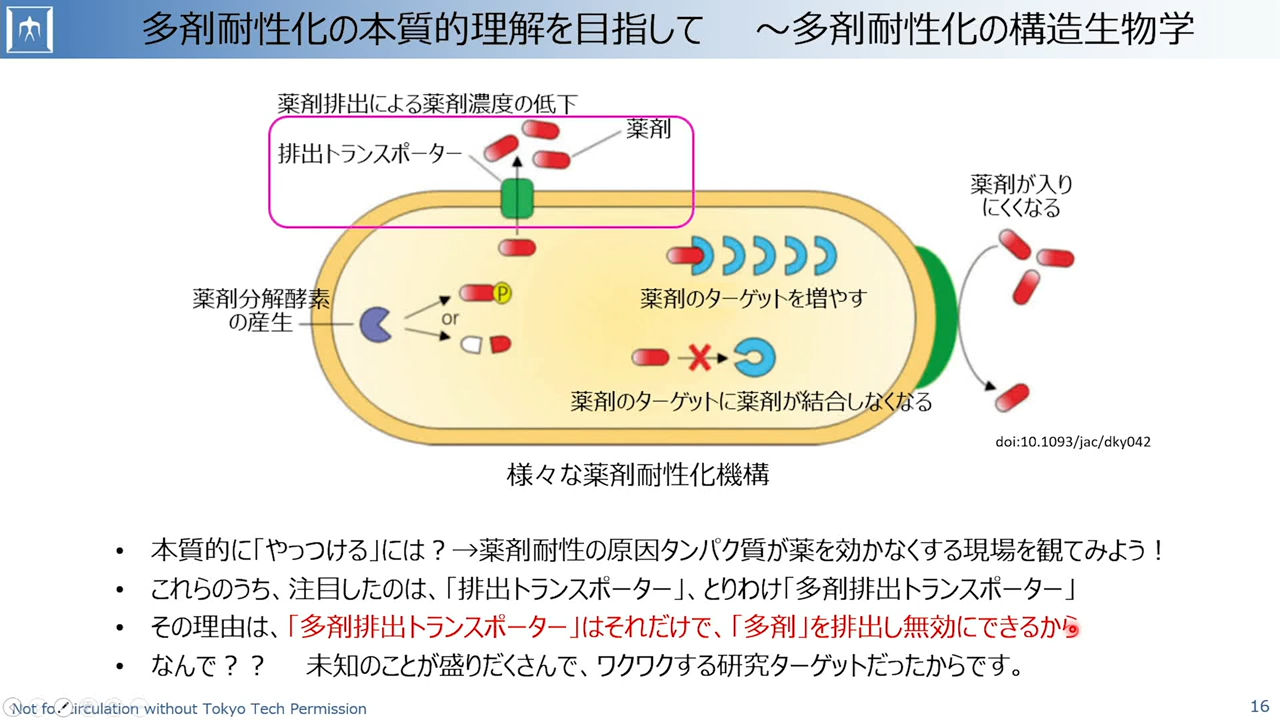 多剤耐性化の本質的理解を目指して ～多剤耐性化の構造生物学
薬剤排出による薬剤濃度の低下
排出トランスポーター
薬剤
薬剤が入り
にくくなる
薬剤分解酵素
の産生
P
or
薬剤のターゲットを増やす
薬剤のターゲットに薬剤が結合しなくなる
doi:10.1093/jac/dky042
様々な薬剤耐性化機構
• 本質的に「やっつける」には？→薬剤耐性の原因タンパク質が薬を効かなくする現場を観てみよう！
• これらのうち、注目したのは、「排出トランスポーター」、とりわけ「多剤排出トランスポーター」
• その理由は、「多剤排出トランスポーター」はそれだけで、「多剤」を排出し無効にできるから
• なんで？？ 未知のことが盛りだくさんで、ワクワクする研究ターゲットだったからです。
Not for circulation without Tokyo Tech Permission
16